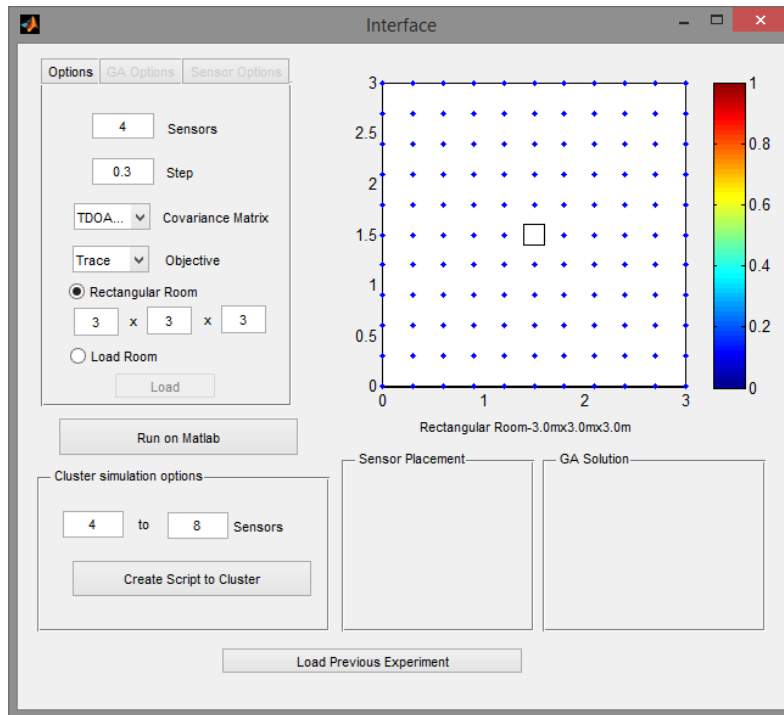 Interface
Options GA Options Sensor Options
4 Sensors
0.3 Step
TDOA... Covariance Matrix
Trace Objective
Rectangular Room
3 x 3 x 3
Load Room
Load
Run on Matlab
Cluster simulation options
4 to 8 Sensors
Create Script to Cluster
3
2.5
2
1.5
1
0.5
0
0 1 2 3
Rectangular Room-3.0mx3.0mx3.0m
1
0.8
0.6
0.4
0.2
0
Sensor Placement
GA Solution
Load Previous Experiment